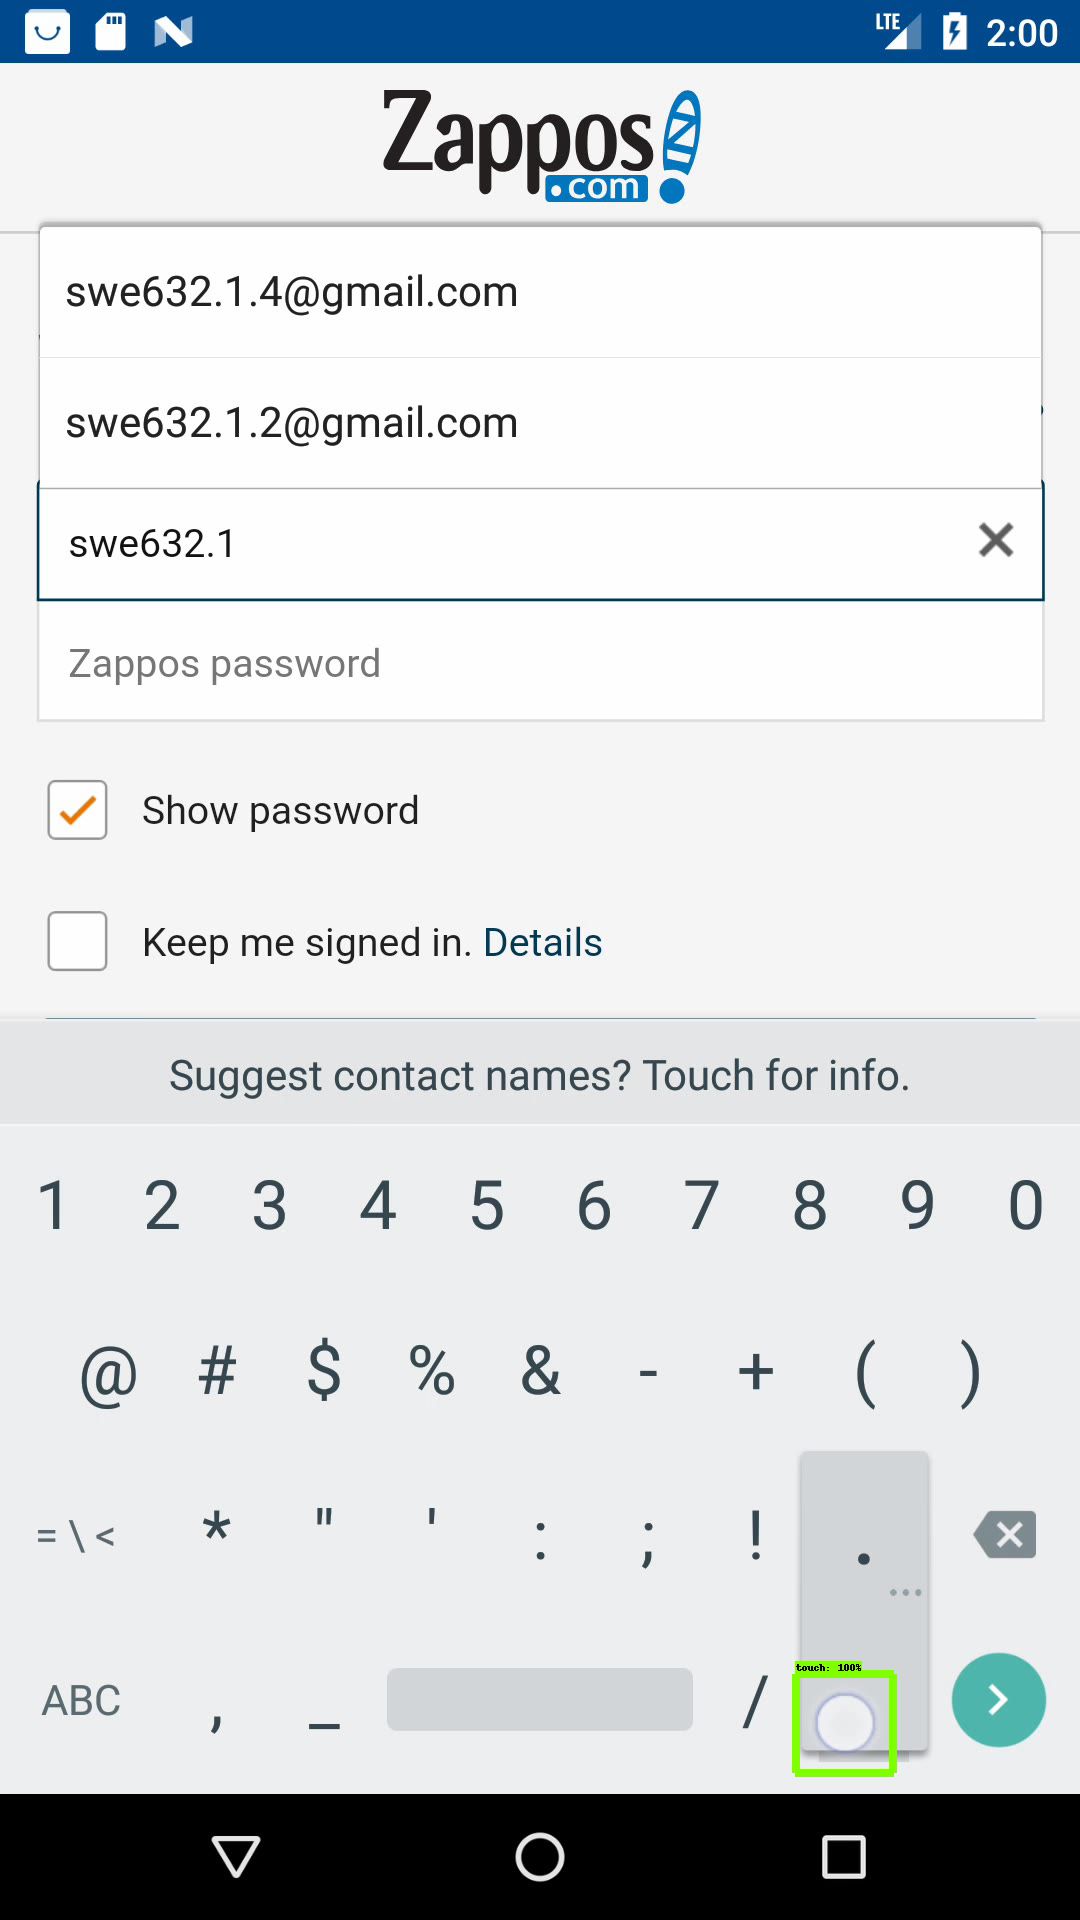 LTE 2:00
Zappos
.com
swe632.1.4@gmail.com
swe632.1.2@gmail.com
swe632.1
Zappos password
Show password
Keep me signed in. Details
Suggest contact names? Touch for info.
1 2 3 4 5 6 7 8 9 0
@ # $ % & - + ( )
= \ < * " ' : ; ! .
touch: 100%
ABC , _ /